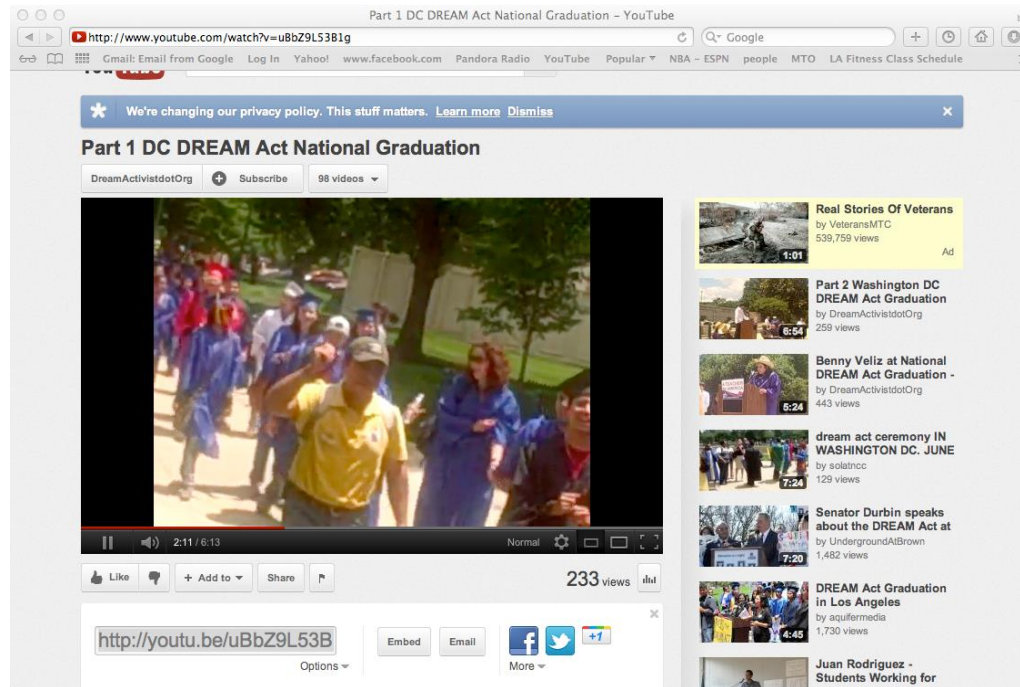 Part 1 DC DREAM Act National Graduation – YouTube
http://www.youtube.com/watch?v=uBbZ9L53B1g
Google
Gmail: Email from Google Log In Yahoo! www.facebook.com Pandora Radio YouTube Popular NBA – ESPN people MTO LA Fitness Class Schedule
We're changing our privacy policy. This stuff matters. Learn more Dismiss
Part 1 DC DREAM Act National Graduation
DreamActivistdotOrg Subscribe 98 videos
2:11 / 6:13 Normal
Like + Add to Share 233 views
http://youtu.be/uBbZ9L53B Embed Email +1
Options More
Real Stories Of Veterans
by VeteransMTC
539,759 views
Ad
1:01
Part 2 Washington DC
DREAM Act Graduation
by DreamActivistdotOrg
259 views
6:54
Benny Veliz at National
DREAM Act Graduation -
by DreamActivistdotOrg
443 views
5:24
dream act ceremony IN
WASHINGTON DC. JUNE
by solatncc
129 views
7:24
Senator Durbin speaks
about the DREAM Act at
by UndergroundAtBrown
1,482 views
7:20
DREAM Act Graduation
in Los Angeles
by aquifermedia
1,730 views
4:45
Juan Rodriguez -
Students Working for